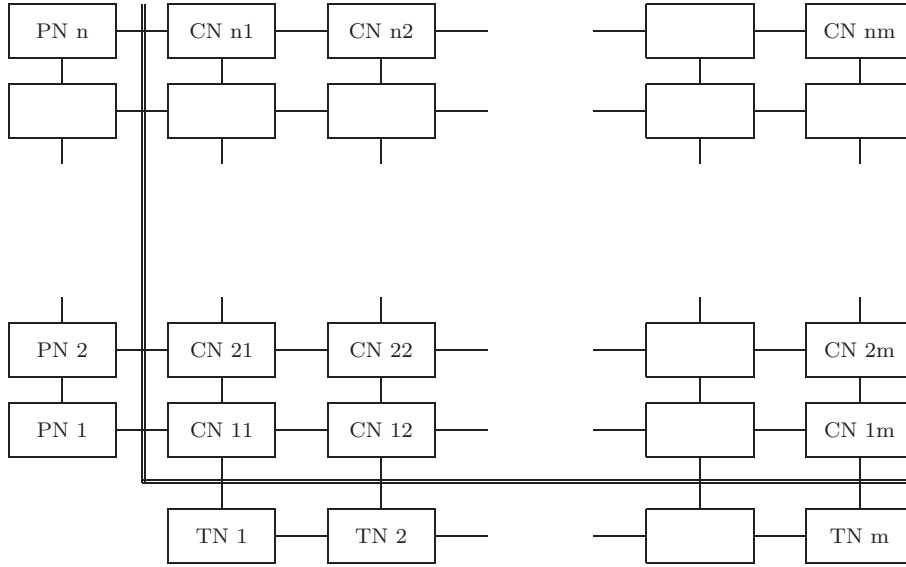 PN n CN n1 CN n2 CN nm
PN 2 CN 21 CN 22 CN 2m
PN 1 CN 11 CN 12 CN 1m
TN 1 TN 2 TN m